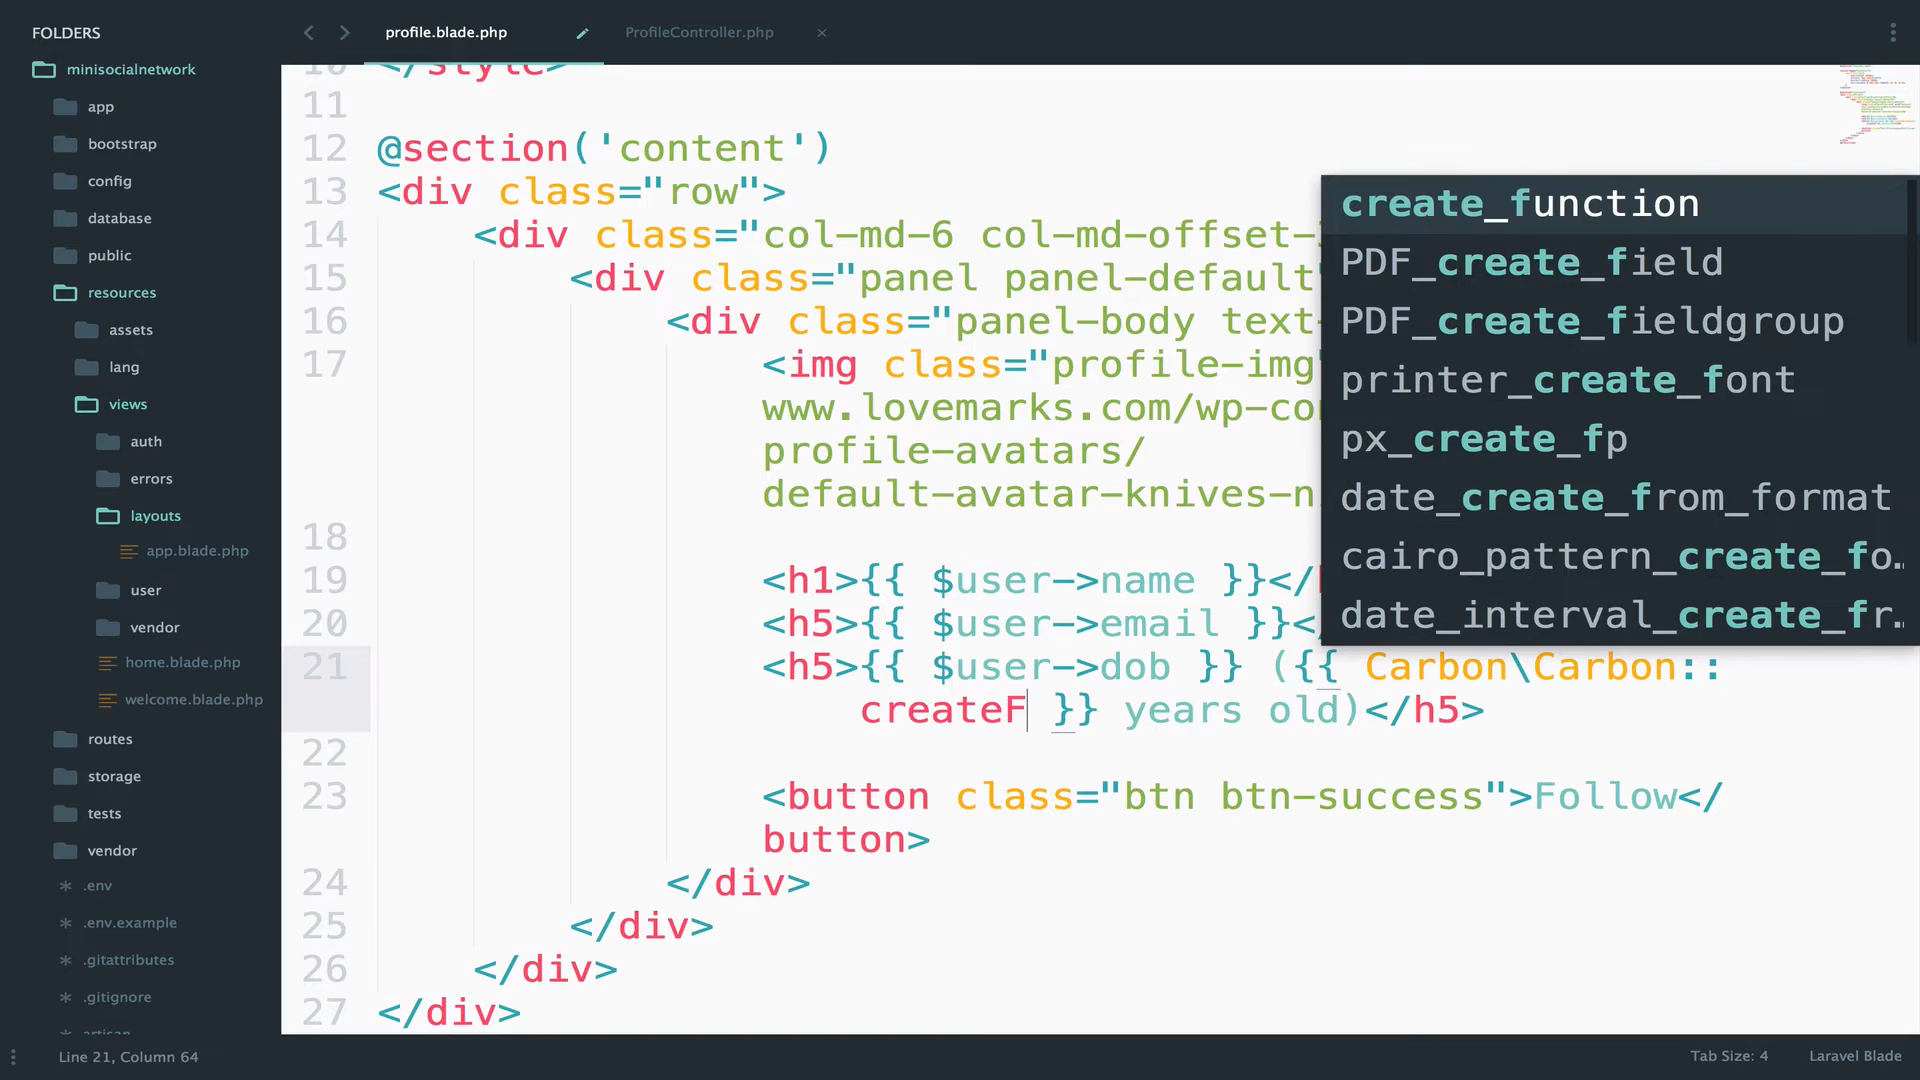 FOLDERS
minisocialnetwork
app
bootstrap
config
database
public
resources
assets
lang
views
auth
errors
layouts
app.blade.php
user
vendor
home.blade.php
welcome.blade.php
routes
storage
tests
vendor
.env
.env.example
.gitattributes
.gitignore
artisan
profile.blade.php
ProfileController.php
10 </style>
11
12 @section('content')
13 <div class="row">
14 <div class="col-md-6 col-md-offset-
15 <div class="panel panel-default"
16 <div class="panel-body text-
17 <img class="profile-img"
www.lovemarks.com/wp-co
profile-avatars/
default-avatar-knives-n
18
19 <h1>{{ $user->name }}</
20 <h5>{{ $user->email }}<
21 <h5>{{ $user->dob }} ({{ Carbon\Carbon::
createF }} years old)</h5>
22
23 <button class="btn btn-success">Follow</
button>
24 </div>
25 </div>
26 </div>
27 </div>
create_function
PDF_create_field
PDF_create_fieldgroup
printer_create_font
px_create_fp
date_create_from_format
cairo_pattern_create_fo…
date_interval_create_fr…
Line 21, Column 64
Tab Size: 4
Laravel Blade